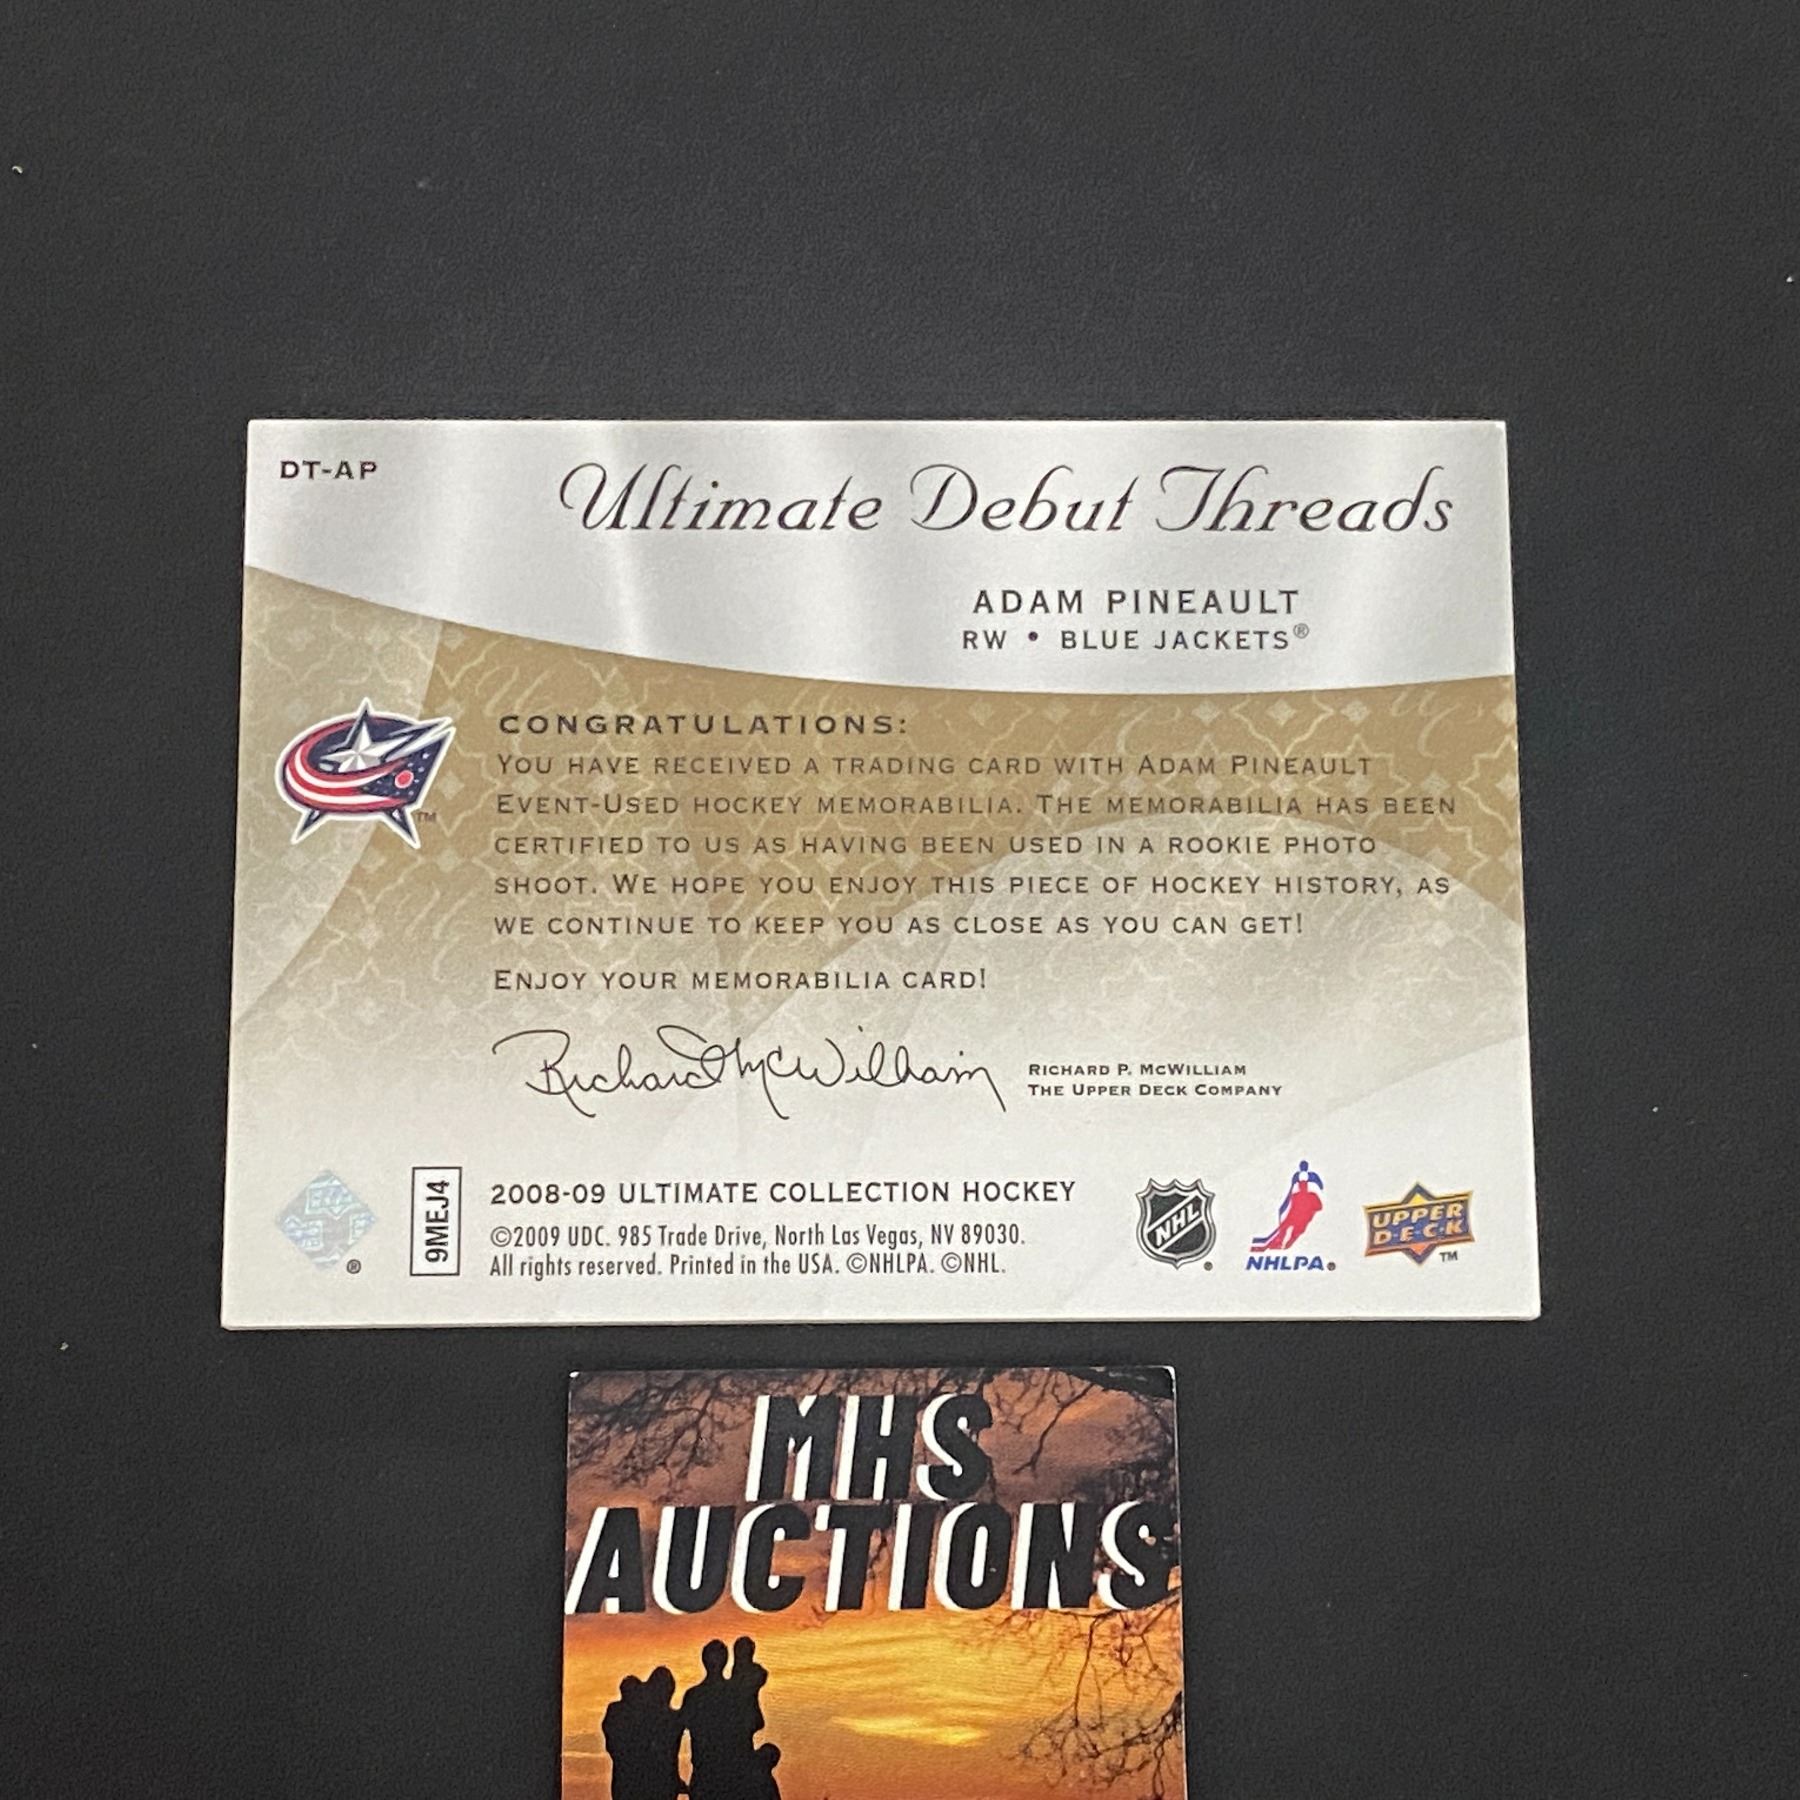 DT-AP
Ultimate Debut Threads
ADAM PINEAULT
RW • BLUE JACKETS®
CONGRATULATIONS:
YOU HAVE RECEIVED A TRADING CARD WITH ADAM PINEAULT
EVENT-USED HOCKEY MEMORABILIA. THE MEMORABILIA HAS BEEN
CERTIFIED TO US AS HAVING BEEN USED IN A ROOKIE PHOTO
SHOOT. WE HOPE YOU ENJOY THIS PIECE OF HOCKEY HISTORY, AS
WE CONTINUE TO KEEP YOU AS CLOSE AS YOU CAN GET!
ENJOY YOUR MEMORABILIA CARD!
Richard McWilliam
RICHARD P. MCWILLIAM
THE UPPER DECK COMPANY
™
®
9MEJ4
2008-09 ULTIMATE COLLECTION HOCKEY
©2009 UDC. 985 Trade Drive, North Las Vegas, NV 89030.
All rights reserved. Printed in the USA. ©NHLPA. ©NHL.
NHL®
NHLPA®
UPPER
D·E·C·K™
MHS
AUCTIONS